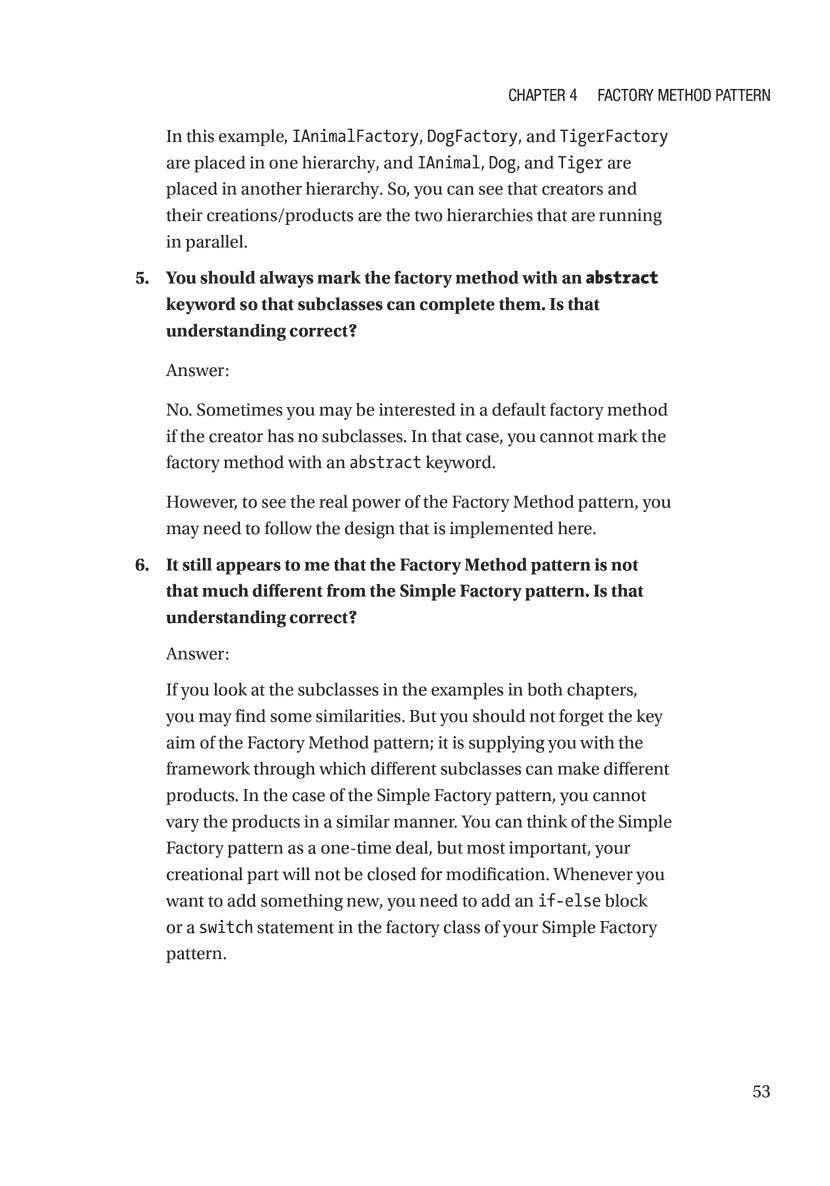 CHAPTER 4 FACTORY METHOD PATTERN
In this example, IAnimalFactory, DogFactory, and TigerFactory
are placed in one hierarchy, and IAnimal, Dog, and Tiger are
placed in another hierarchy. So, you can see that creators and
their creations/products are the two hierarchies that are running
in parallel.
5. You should always mark the factory method with an abstract
keyword so that subclasses can complete them. Is that
understanding correct?
Answer:
No. Sometimes you may be interested in a default factory method
if the creator has no subclasses. In that case, you cannot mark the
factory method with an abstract keyword.
However, to see the real power of the Factory Method pattern, you
may need to follow the design that is implemented here.
6. It still appears to me that the Factory Method pattern is not
that much different from the Simple Factory pattern. Is that
understanding correct?
Answer:
If you look at the subclasses in the examples in both chapters,
you may find some similarities. But you should not forget the key
aim of the Factory Method pattern; it is supplying you with the
framework through which different subclasses can make different
products. In the case of the Simple Factory pattern, you cannot
vary the products in a similar manner. You can think of the Simple
Factory pattern as a one-time deal, but most important, your
creational part will not be closed for modification. Whenever you
want to add something new, you need to add an if-else block
or a switch statement in the factory class of your Simple Factory
pattern.
53